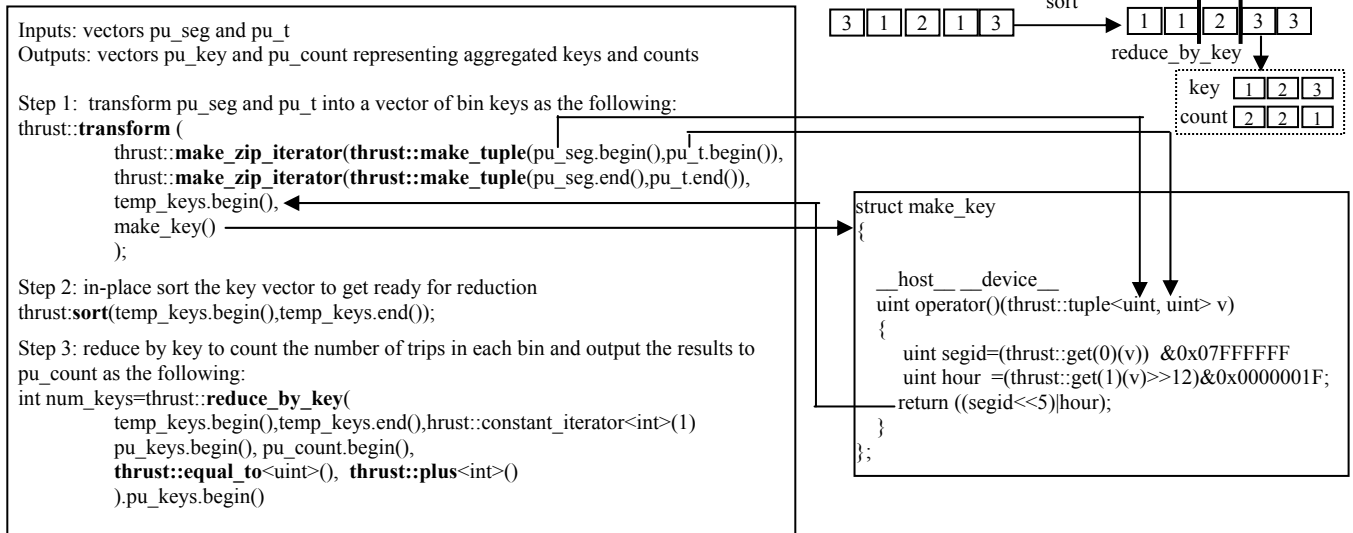 Inputs: vectors pu_seg and pu_t
Outputs: vectors pu_key and pu_count representing aggregated keys and counts
Step 1: transform pu_seg and pu_t into a vector of bin keys as the following:
thrust::transform (
thrust::make_zip_iterator(thrust::make_tuple(pu_seg.begin(),pu_t.begin()),
thrust::make_zip_iterator(thrust::make_tuple(pu_seg.end(),pu_t.end()),
temp_keys.begin(),
make_key()
);
Step 2: in-place sort the key vector to get ready for reduction
thrust:sort(temp_keys.begin(),temp_keys.end());
Step 3: reduce by key to count the number of trips in each bin and output the results to
pu_count as the following:
int num_keys=thrust::reduce_by_key(
temp_keys.begin(),temp_keys.end(),hrust::constant_iterator<int>(1)
pu_keys.begin(), pu_count.begin(),
thrust::equal_to<uint>(), thrust::plus<int>()
).pu_keys.begin()
3 1 2 1 3
sort
1 1 2 3 3
reduce_by_key
key 1 2 3
count 2 2 1
struct make_key
{
__host__ __device__
uint operator()(thrust::tuple<uint, uint> v)
{
uint segid=(thrust::get(0)(v)) &0x07FFFFFF
uint hour =(thrust::get(1)(v)>>12)&0x0000001F;
return ((segid<<5)|hour);
}
};